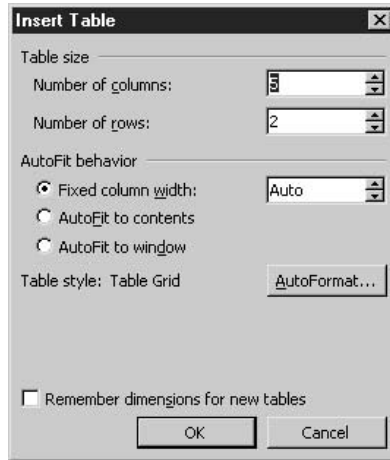 Insert Table
Table size
Number of columns: 5
Number of rows: 2
AutoFit behavior
Fixed column width: Auto
AutoFit to contents
AutoFit to window
Table style: Table Grid AutoFormat...
Remember dimensions for new tables
OK Cancel